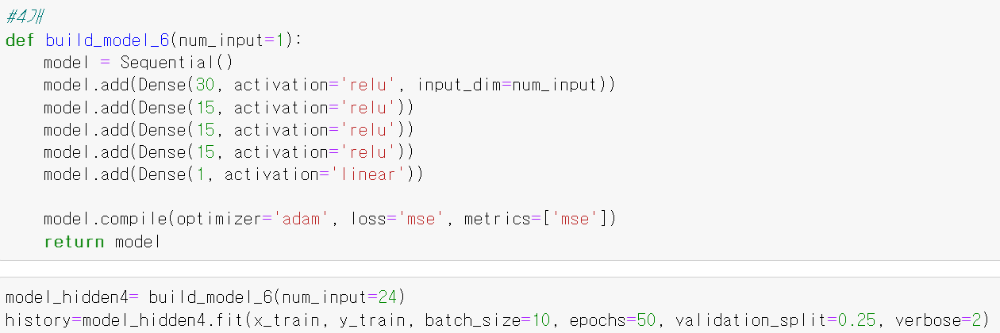 #4개
def build_model_6(num_input=1):
    model = Sequential()
    model.add(Dense(30, activation='relu', input_dim=num_input))
    model.add(Dense(15, activation='relu'))
    model.add(Dense(15, activation='relu'))
    model.add(Dense(15, activation='relu'))
    model.add(Dense(1, activation='linear'))

    model.compile(optimizer='adam', loss='mse', metrics=['mse'])
    return model

model_hidden4= build_model_6(num_input=24)
history=model_hidden4.fit(x_train, y_train, batch_size=10, epochs=50, validation_split=0.25, verbose=2)